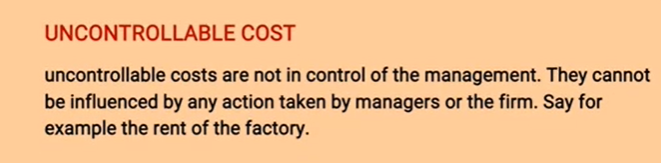 UNCONTROLLABLE COST
uncontrollable costs are not in control of the management. They cannot
be influenced by any action taken by managers or the firm. Say for
example the rent of the factory.